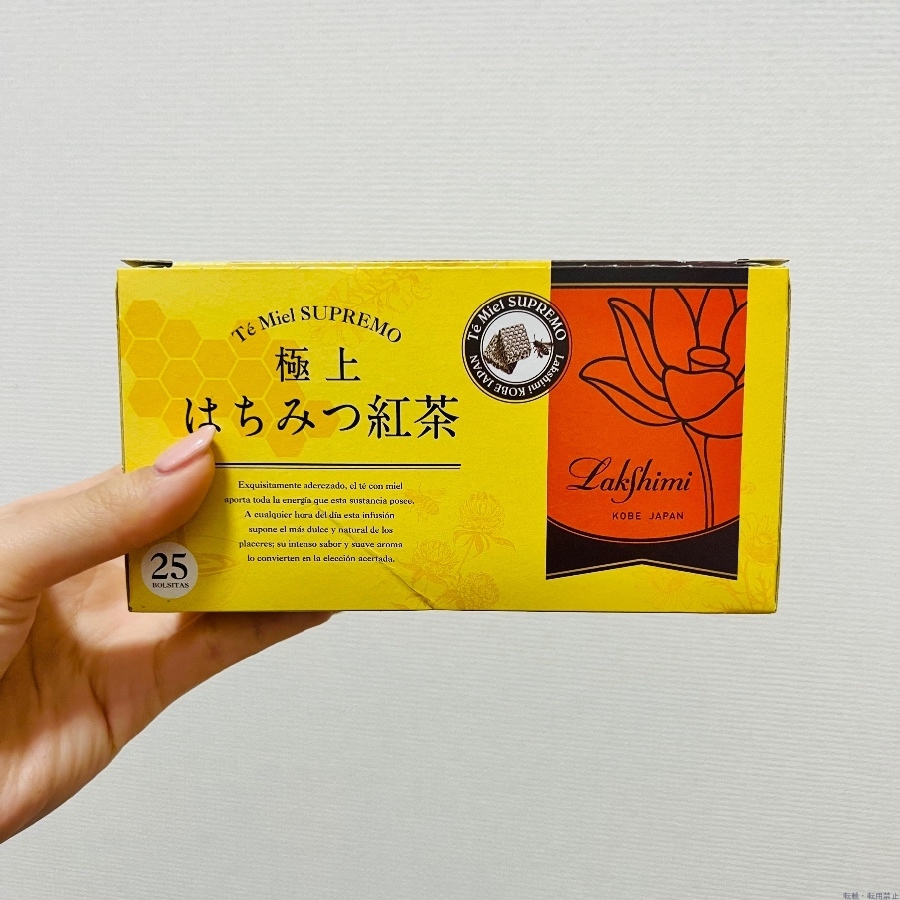 Té Miel SUPREMO
極上
はちみつ紅茶
Exquisitamente aderezado, el té con miel
aporta toda la energía que esta sustancia posee.
A cualquier hora del día esta infusión
supone el más dulce y natural de los
placeres; su intenso sabor y suave aroma
lo convierten en la elección acertada.
25
BOLSITAS
Té Miel SUPREMO
Lakshimi KOBE JAPAN
Lakshimi
KOBE JAPAN
転載・転用禁止